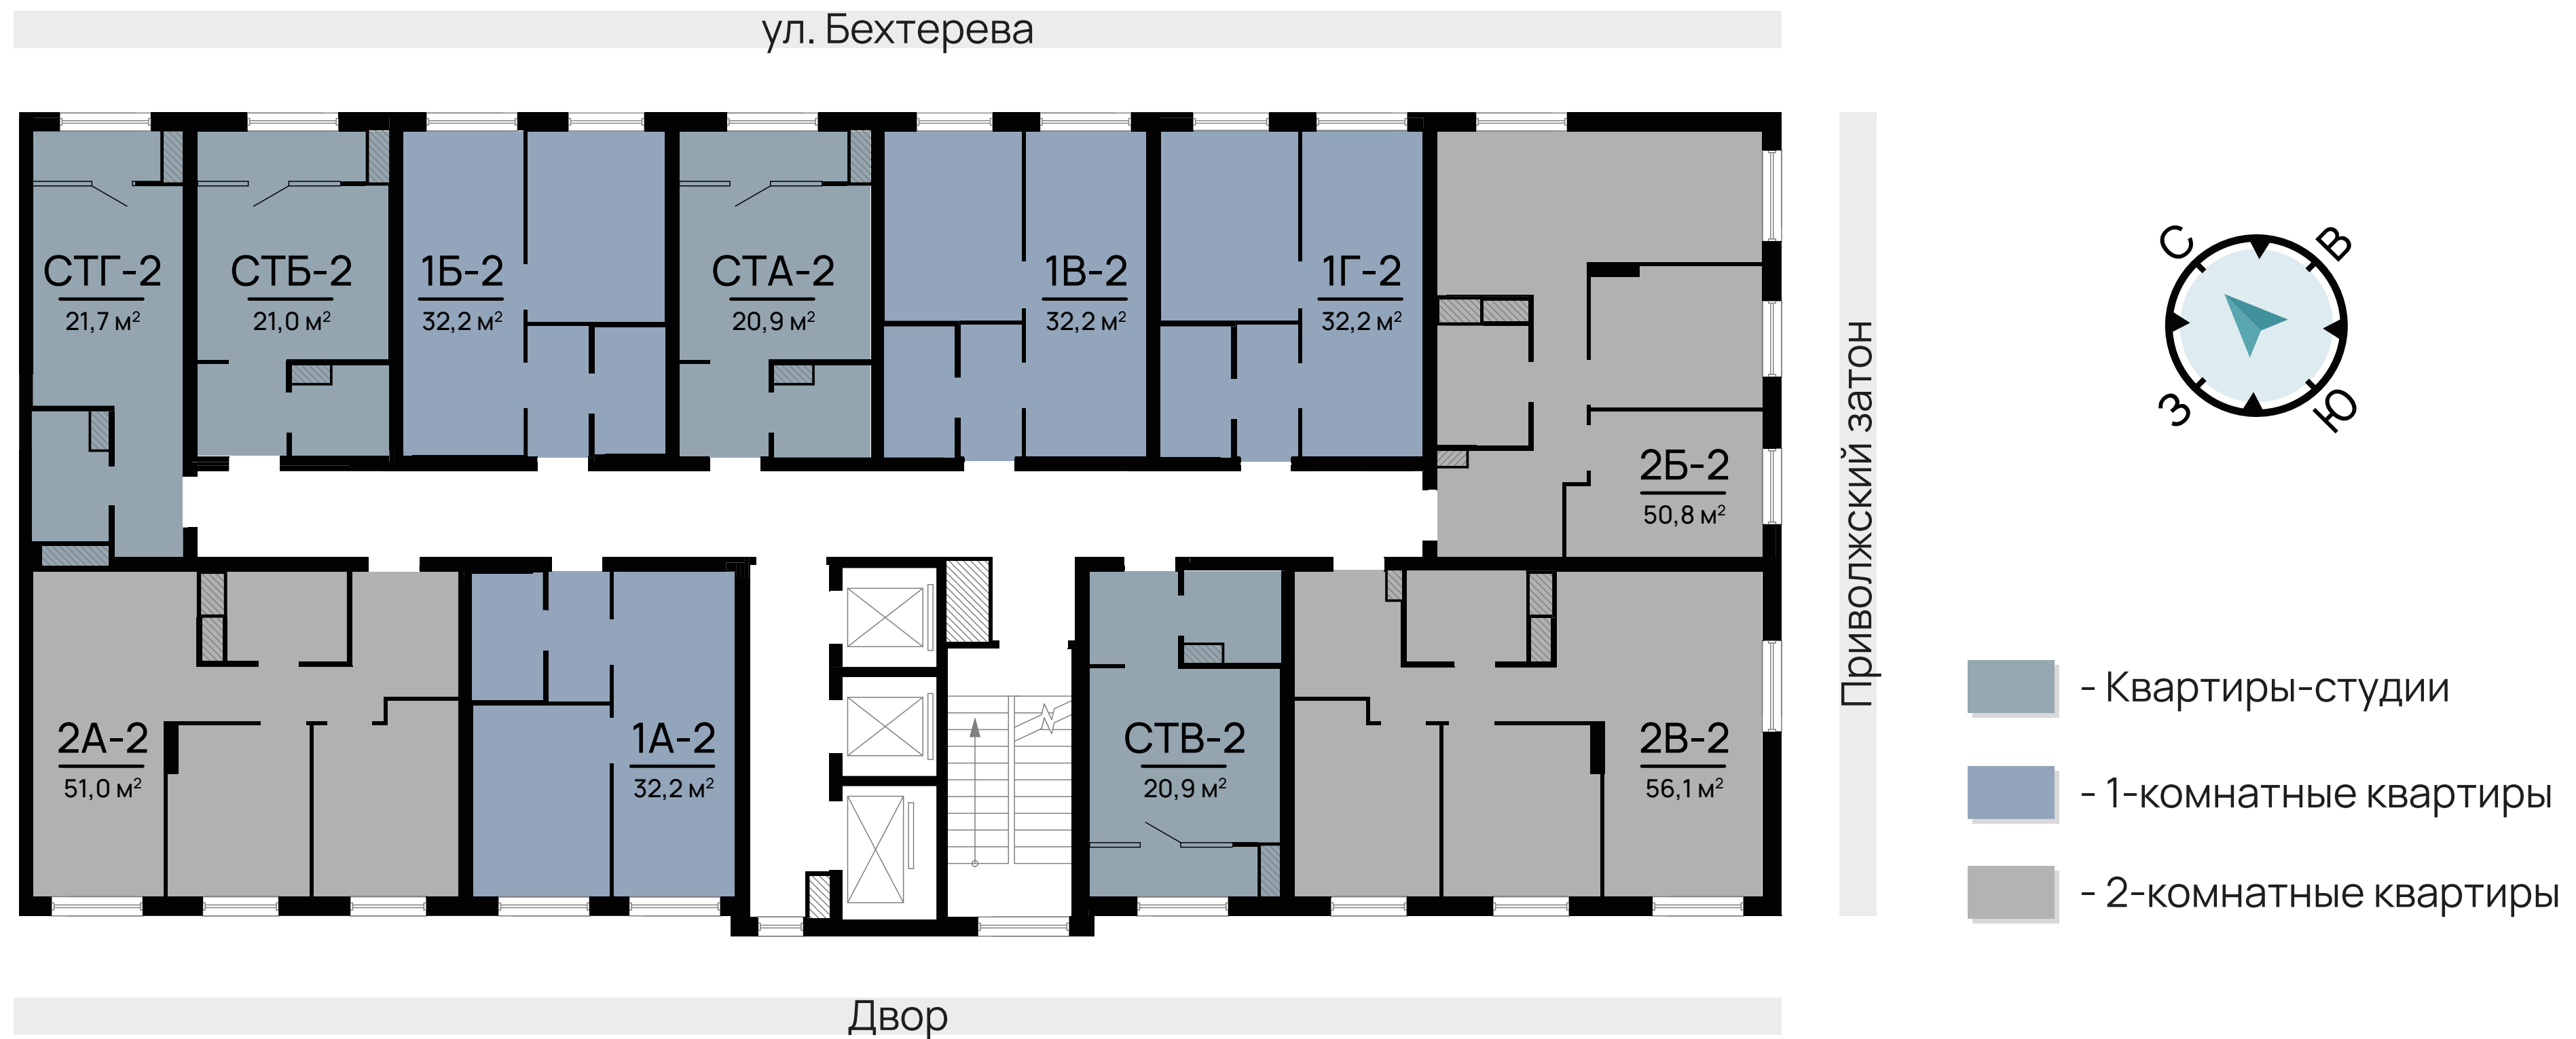 ул. Бехтерева
СТГ-2
21,7 м²
СТБ-2
21,0 м²
1Б-2
32,2 м²
СТА-2
20,9 м²
1В-2
32,2 м²
1Г-2
32,2 м²
2Б-2
50,8 м²
2А-2
51,0 м²
1А-2
32,2 м²
СТВ-2
20,9 м²
2В-2
56,1 м²
Приволжский затон
Двор
С
В
З
Ю
- Квартиры-студии
- 1-комнатные квартиры
- 2-комнатные квартиры